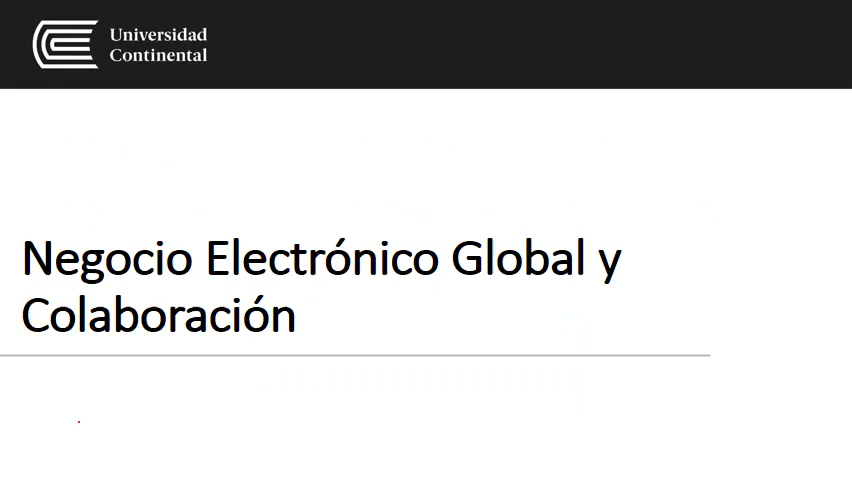 Universidad
Continental
Negocio Electrónico Global y
Colaboración